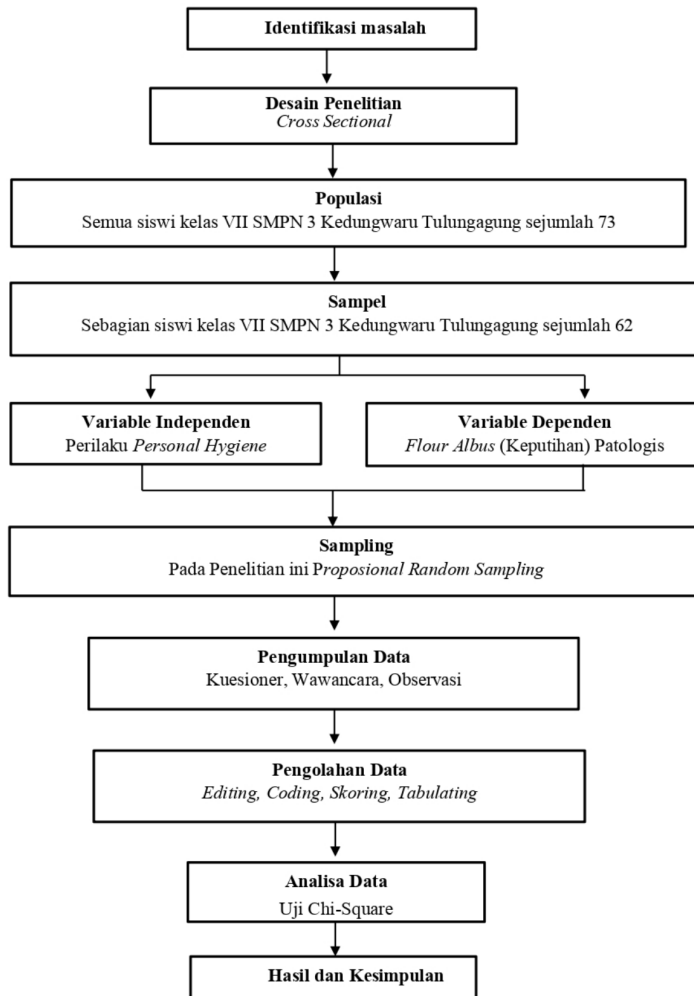 Identifikasi masalah
Desain Penelitian
Cross Sectional
Populasi
Semua siswi kelas VII SMPN 3 Kedungwaru Tulungagung sejumlah 73
Sampel
Sebagian siswi kelas VII SMPN 3 Kedungwaru Tulungagung sejumlah 62
Variable Independen
Perilaku Personal Hygiene
Variable Dependen
Flour Albus (Keputihan) Patologis
Sampling
Pada Penelitian ini Proposional Random Sampling
Pengumpulan Data
Kuesioner, Wawancara, Observasi
Pengolahan Data
Editing, Coding, Skoring, Tabulating
Analisa Data
Uji Chi-Square
Hasil dan Kesimpulan